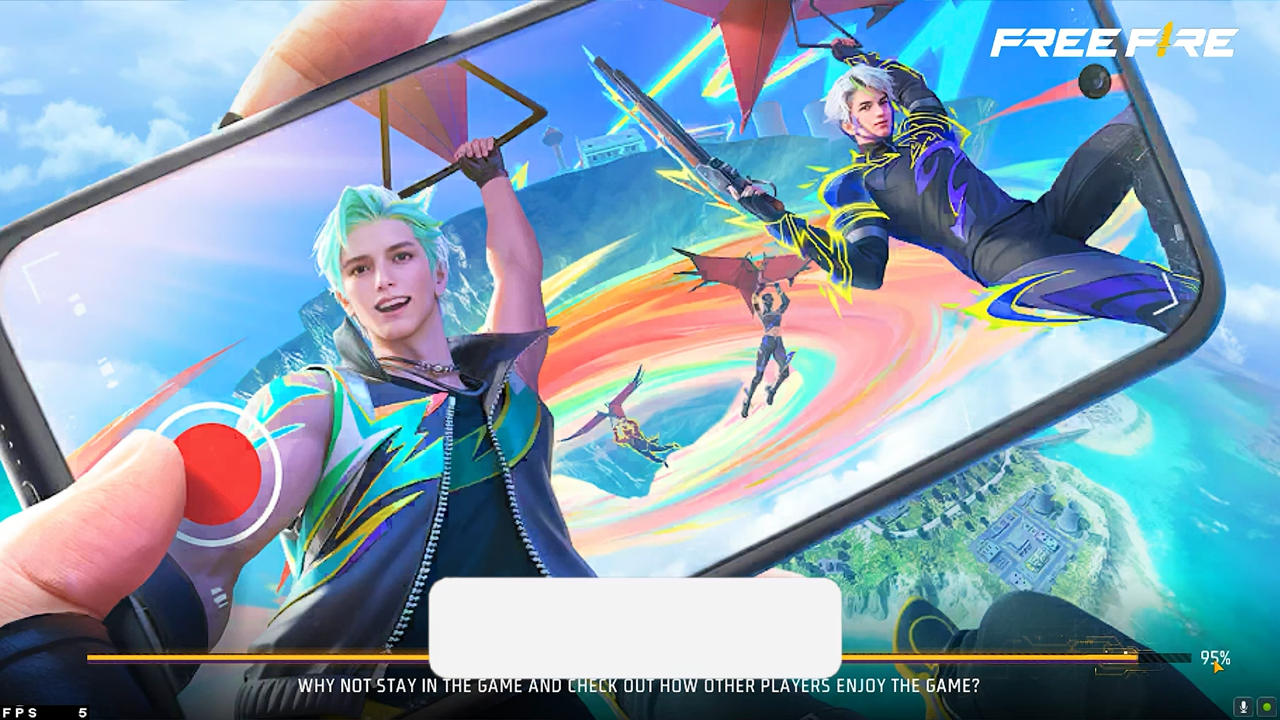 FREE FIRE
95%
WHY NOT STAY IN THE GAME AND CHECK OUT HOW OTHER PLAYERS ENJOY THE GAME?
FPS 5